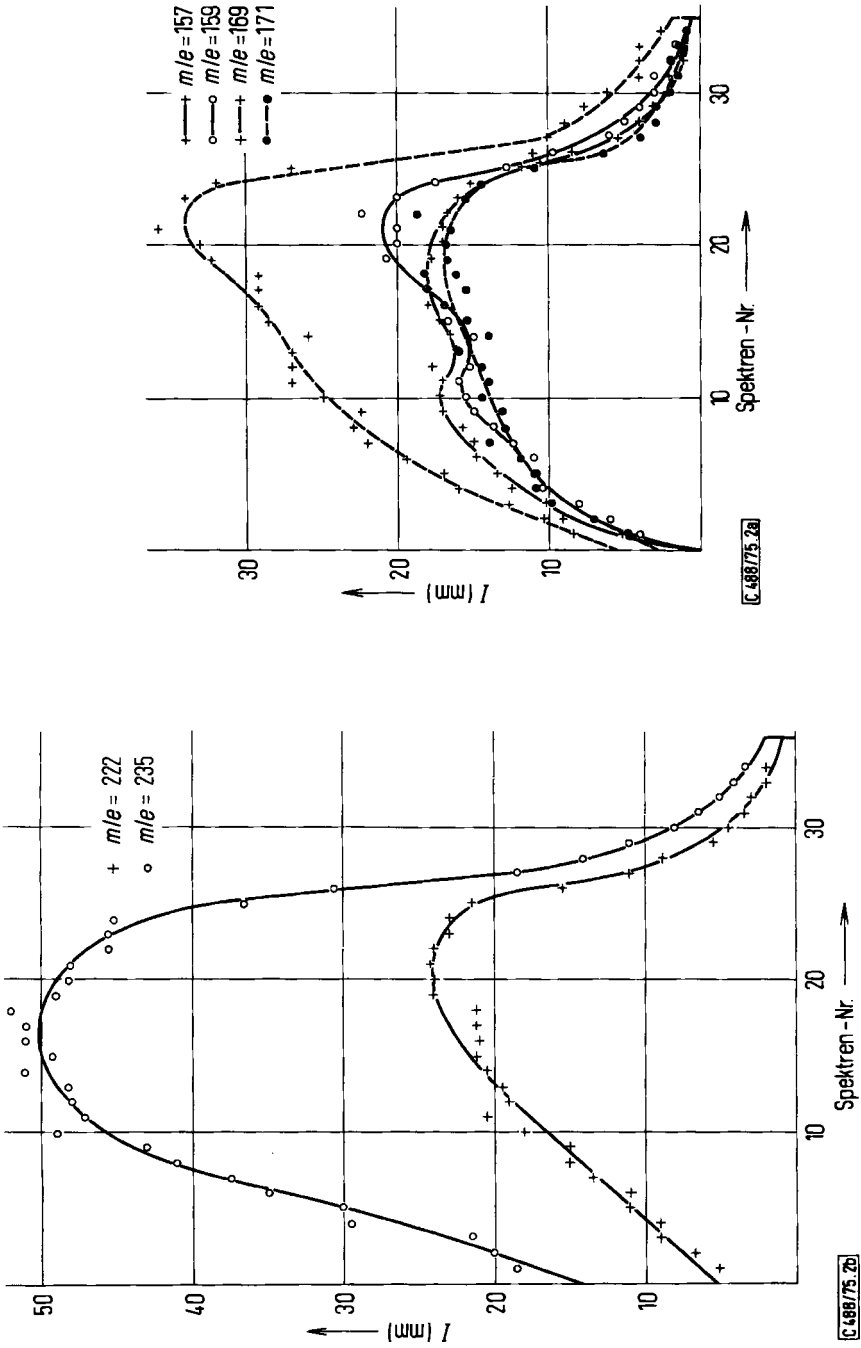 50
40
30
20
10
I (mm)
+ m/e = 222
o m/e = 235
10
20
30
Spektren-Nr.
C 488/75.2b
30
20
10
I (mm)
m/e = 157
m/e = 159
m/e = 169
m/e = 171
10
20
30
Spektren-Nr.
C 488/75.2a